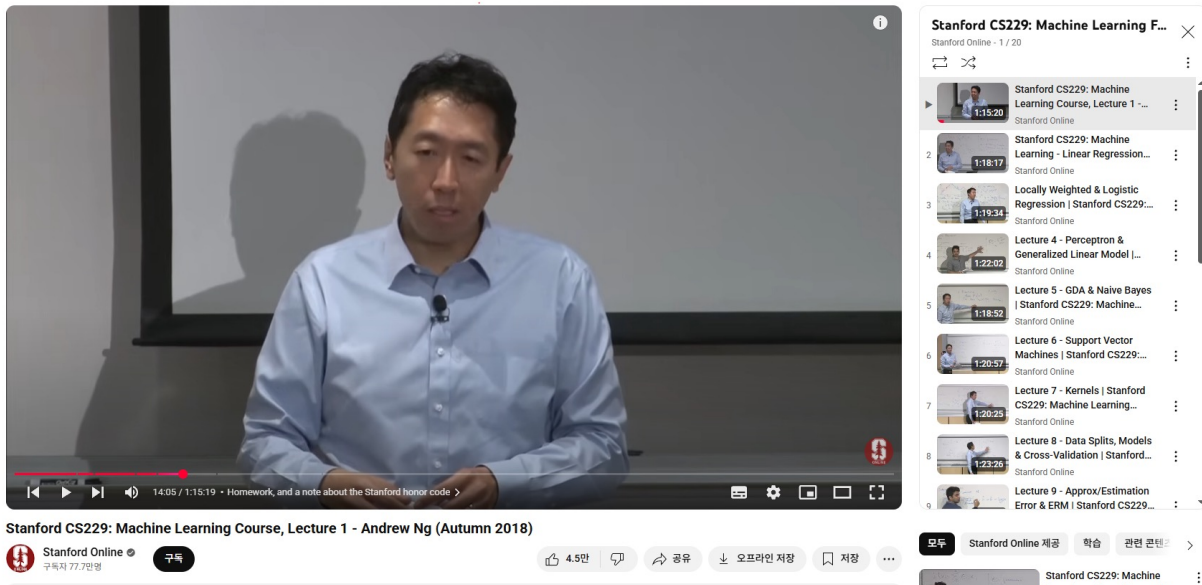 14:05 / 1:15:19 • Homework, and a note about the Stanford honor code
Stanford CS229: Machine Learning Course, Lecture 1 - Andrew Ng (Autumn 2018)
Stanford Online
구독자 77.7만명
구독
4.5만
공유
오프라인 저장
저장
Stanford CS229: Machine Learning F...
Stanford Online - 1 / 20
1:15:20
Stanford CS229: Machine
Learning Course, Lecture 1 -...
Stanford Online
2
1:18:17
Stanford CS229: Machine
Learning - Linear Regression...
Stanford Online
3
1:19:34
Locally Weighted & Logistic
Regression | Stanford CS229:...
Stanford Online
4
1:22:02
Lecture 4 - Perceptron &
Generalized Linear Model |...
Stanford Online
5
1:18:52
Lecture 5 - GDA & Naive Bayes
| Stanford CS229: Machine...
Stanford Online
6
1:20:57
Lecture 6 - Support Vector
Machines | Stanford CS229:...
Stanford Online
7
1:20:25
Lecture 7 - Kernels | Stanford
CS229: Machine Learning...
Stanford Online
8
1:23:26
Lecture 8 - Data Splits, Models
& Cross-Validation | Stanford...
Stanford Online
9
Lecture 9 - Approx/Estimation
Error & ERM | Stanford CS229...
모두
Stanford Online 제공
학습
관련 콘텐츠
Stanford CS229: Machine